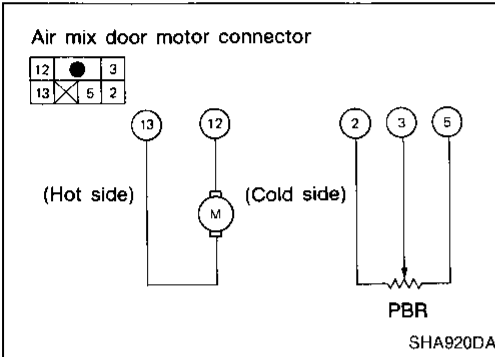 Air mix door motor connector
12 3
13 5 2
13 12 2 3 5
(Hot side) M (Cold side)
PBR
SHA920DA